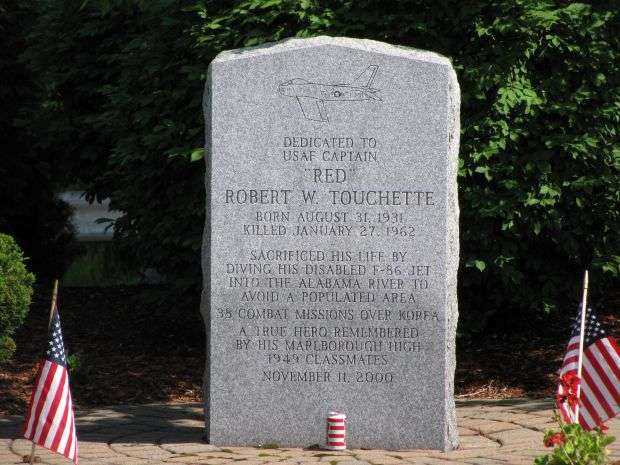 DEDICATED TO
USAF CAPTAIN
"RED"
ROBERT W. TOUCHETTE
BORN AUGUST 31, 1931
KILLED JANUARY 27, 1962
SACRIFICED HIS LIFE BY
DIVING HIS DISABLED F-86 JET
INTO THE ALABAMA RIVER TO
AVOID A POPULATED AREA
38 COMBAT MISSIONS OVER KOREA
A TRUE HERO REMEMBERED
BY HIS MARLBOROUGH HIGH
1949 CLASSMATES
NOVEMBER 11, 2000